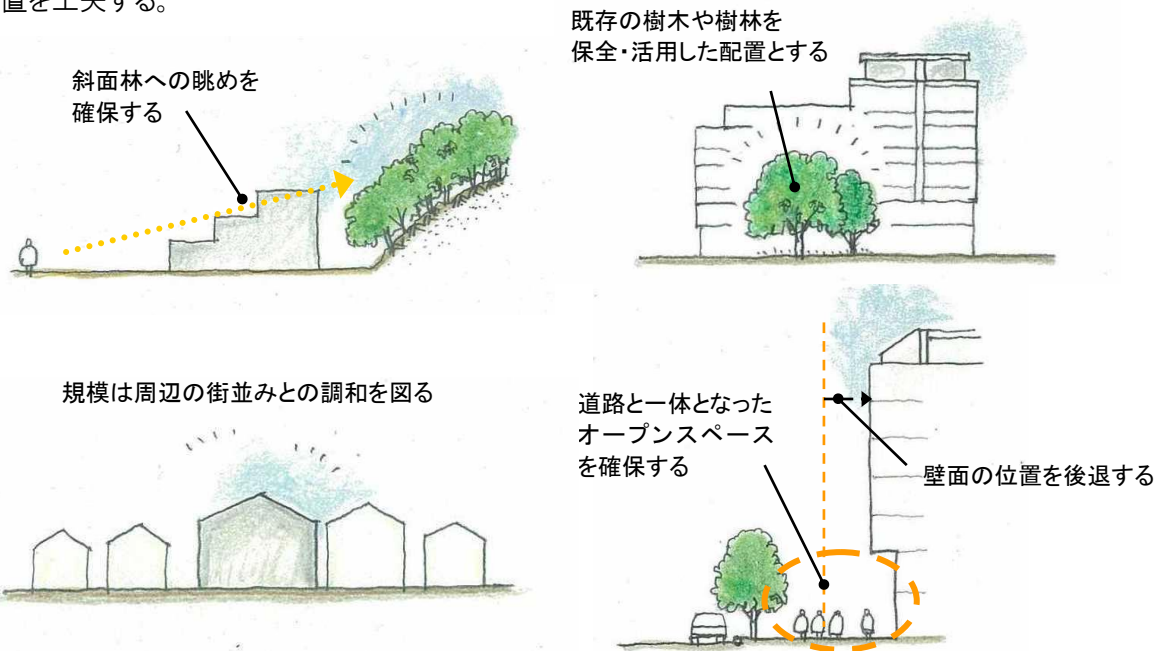 置を工夫する。
斜面林への眺めを
確保する
既存の樹木や樹林を
保全・活用した配置とする
規模は周辺の街並みとの調和を図る
道路と一体となった
オープンスペース
を確保する
壁面の位置を後退する